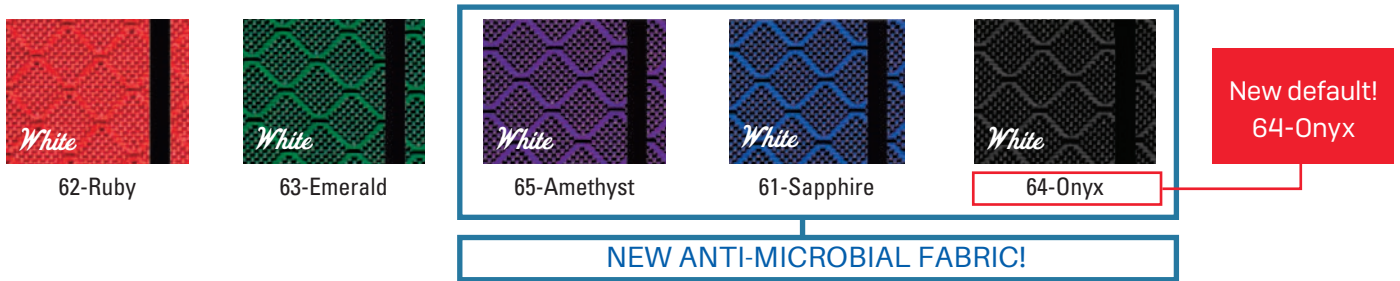 White
White
White
White
White
62-Ruby
63-Emerald
65-Amethyst
61-Sapphire
64-Onyx
New default!
64-Onyx
NEW ANTI-MICROBIAL FABRIC!